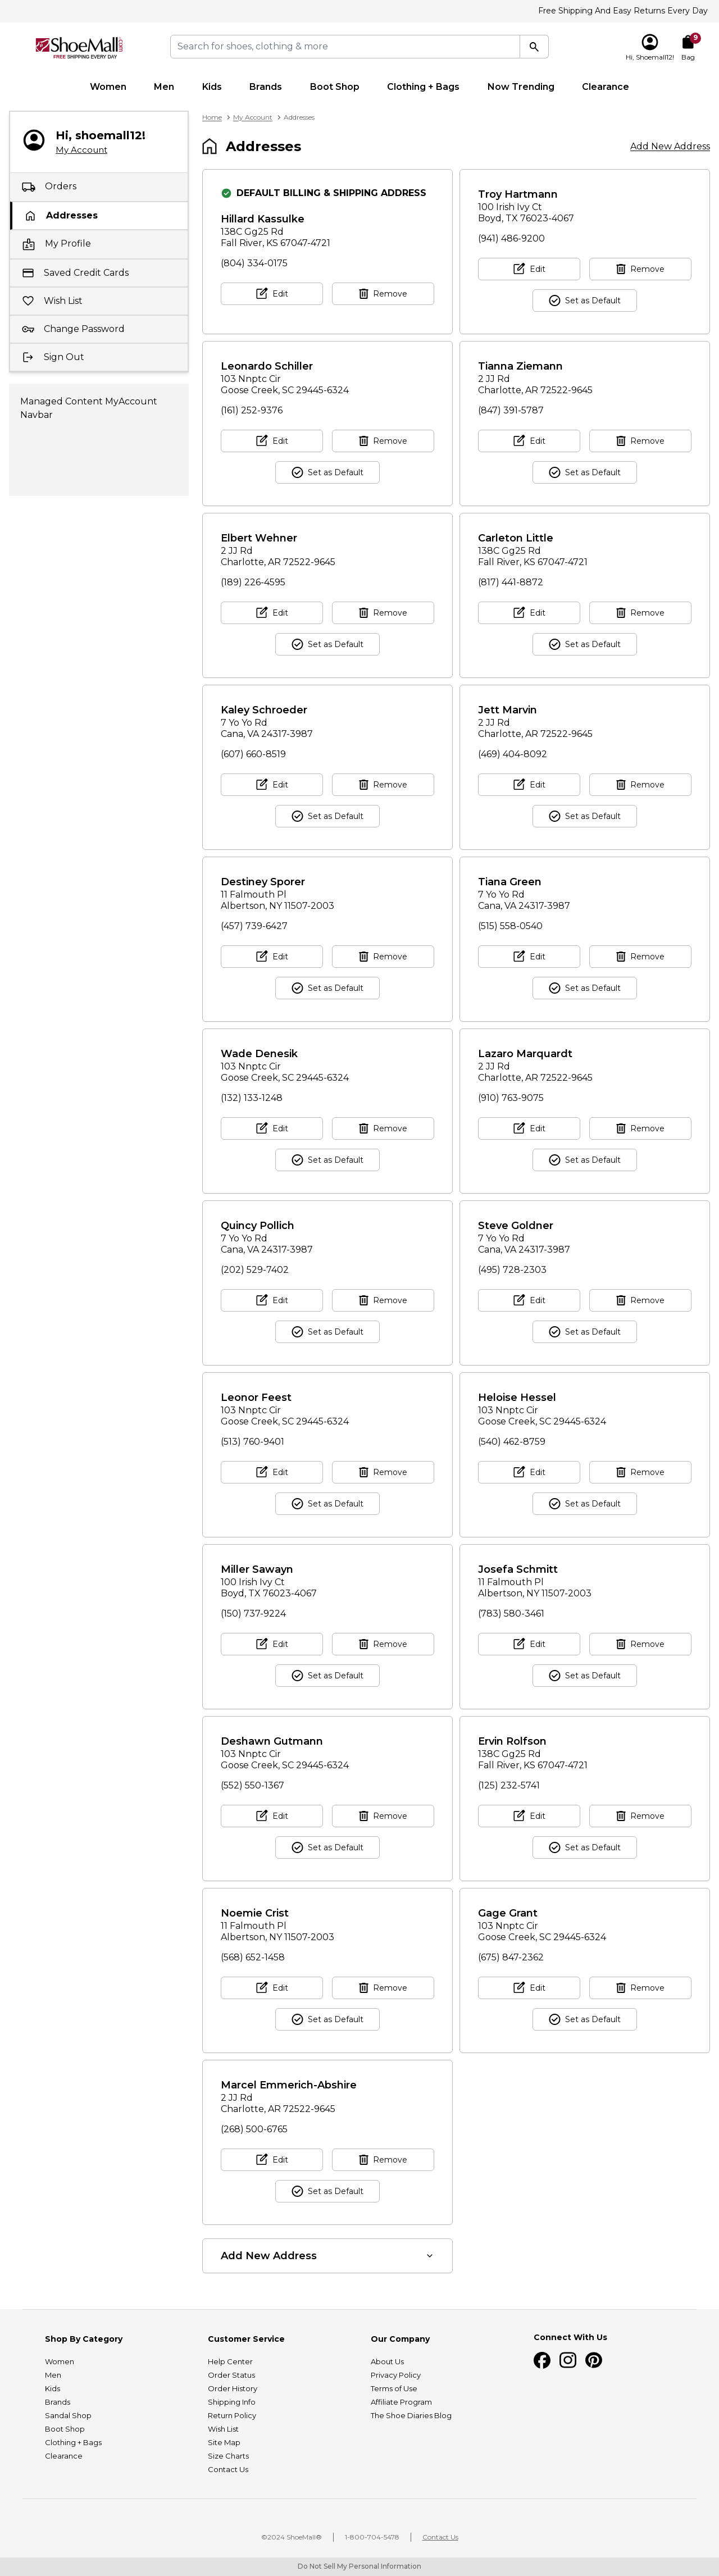 Free Shipping And Easy Returns Every Day
ShoeMall
FREE SHIPPING EVERY DAY
Search for shoes, clothing & more
Hi, Shoemall12!
9
Bag
Women Men Kids Brands Boot Shop Clothing + Bags Now Trending Clearance
Hi, shoemall12!
My Account
Orders
Addresses
My Profile
Saved Credit Cards
Wish List
Change Password
Sign Out
Managed Content MyAccount
Navbar
Home > My Account > Addresses
Addresses
Add New Address
DEFAULT BILLING & SHIPPING ADDRESS
Hillard Kassulke
138C Gg25 Rd
Fall River, KS 67047-4721
(804) 334-0175
Edit Remove
Troy Hartmann
100 Irish Ivy Ct
Boyd, TX 76023-4067
(941) 486-9200
Edit Remove
Set as Default
Leonardo Schiller
103 Nnptc Cir
Goose Creek, SC 29445-6324
(161) 252-9376
Edit Remove
Set as Default
Tianna Ziemann
2 JJ Rd
Charlotte, AR 72522-9645
(847) 391-5787
Edit Remove
Set as Default
Elbert Wehner
2 JJ Rd
Charlotte, AR 72522-9645
(189) 226-4595
Edit Remove
Set as Default
Carleton Little
138C Gg25 Rd
Fall River, KS 67047-4721
(817) 441-8872
Edit Remove
Set as Default
Kaley Schroeder
7 Yo Yo Rd
Cana, VA 24317-3987
(607) 660-8519
Edit Remove
Set as Default
Jett Marvin
2 JJ Rd
Charlotte, AR 72522-9645
(469) 404-8092
Edit Remove
Set as Default
Destiney Sporer
11 Falmouth Pl
Albertson, NY 11507-2003
(457) 739-6427
Edit Remove
Set as Default
Tiana Green
7 Yo Yo Rd
Cana, VA 24317-3987
(515) 558-0540
Edit Remove
Set as Default
Wade Denesik
103 Nnptc Cir
Goose Creek, SC 29445-6324
(132) 133-1248
Edit Remove
Set as Default
Lazaro Marquardt
2 JJ Rd
Charlotte, AR 72522-9645
(910) 763-9075
Edit Remove
Set as Default
Quincy Pollich
7 Yo Yo Rd
Cana, VA 24317-3987
(202) 529-7402
Edit Remove
Set as Default
Steve Goldner
7 Yo Yo Rd
Cana, VA 24317-3987
(495) 728-2303
Edit Remove
Set as Default
Leonor Feest
103 Nnptc Cir
Goose Creek, SC 29445-6324
(513) 760-9401
Edit Remove
Set as Default
Heloise Hessel
103 Nnptc Cir
Goose Creek, SC 29445-6324
(540) 462-8759
Edit Remove
Set as Default
Miller Sawayn
100 Irish Ivy Ct
Boyd, TX 76023-4067
(150) 737-9224
Edit Remove
Set as Default
Josefa Schmitt
11 Falmouth Pl
Albertson, NY 11507-2003
(783) 580-3461
Edit Remove
Set as Default
Deshawn Gutmann
103 Nnptc Cir
Goose Creek, SC 29445-6324
(552) 550-1367
Edit Remove
Set as Default
Ervin Rolfson
138C Gg25 Rd
Fall River, KS 67047-4721
(125) 232-5741
Edit Remove
Set as Default
Noemie Crist
11 Falmouth Pl
Albertson, NY 11507-2003
(568) 652-1458
Edit Remove
Set as Default
Gage Grant
103 Nnptc Cir
Goose Creek, SC 29445-6324
(675) 847-2362
Edit Remove
Set as Default
Marcel Emmerich-Abshire
2 JJ Rd
Charlotte, AR 72522-9645
(268) 500-6765
Edit Remove
Set as Default
Add New Address
Shop By Category
Women
Men
Kids
Brands
Sandal Shop
Boot Shop
Clothing + Bags
Clearance
Customer Service
Help Center
Order Status
Order History
Shipping Info
Return Policy
Wish List
Site Map
Size Charts
Contact Us
Our Company
About Us
Privacy Policy
Terms of Use
Affiliate Program
The Shoe Diaries Blog
Connect With Us
©2024 ShoeMall® | 1-800-704-5478 | Contact Us
Do Not Sell My Personal Information